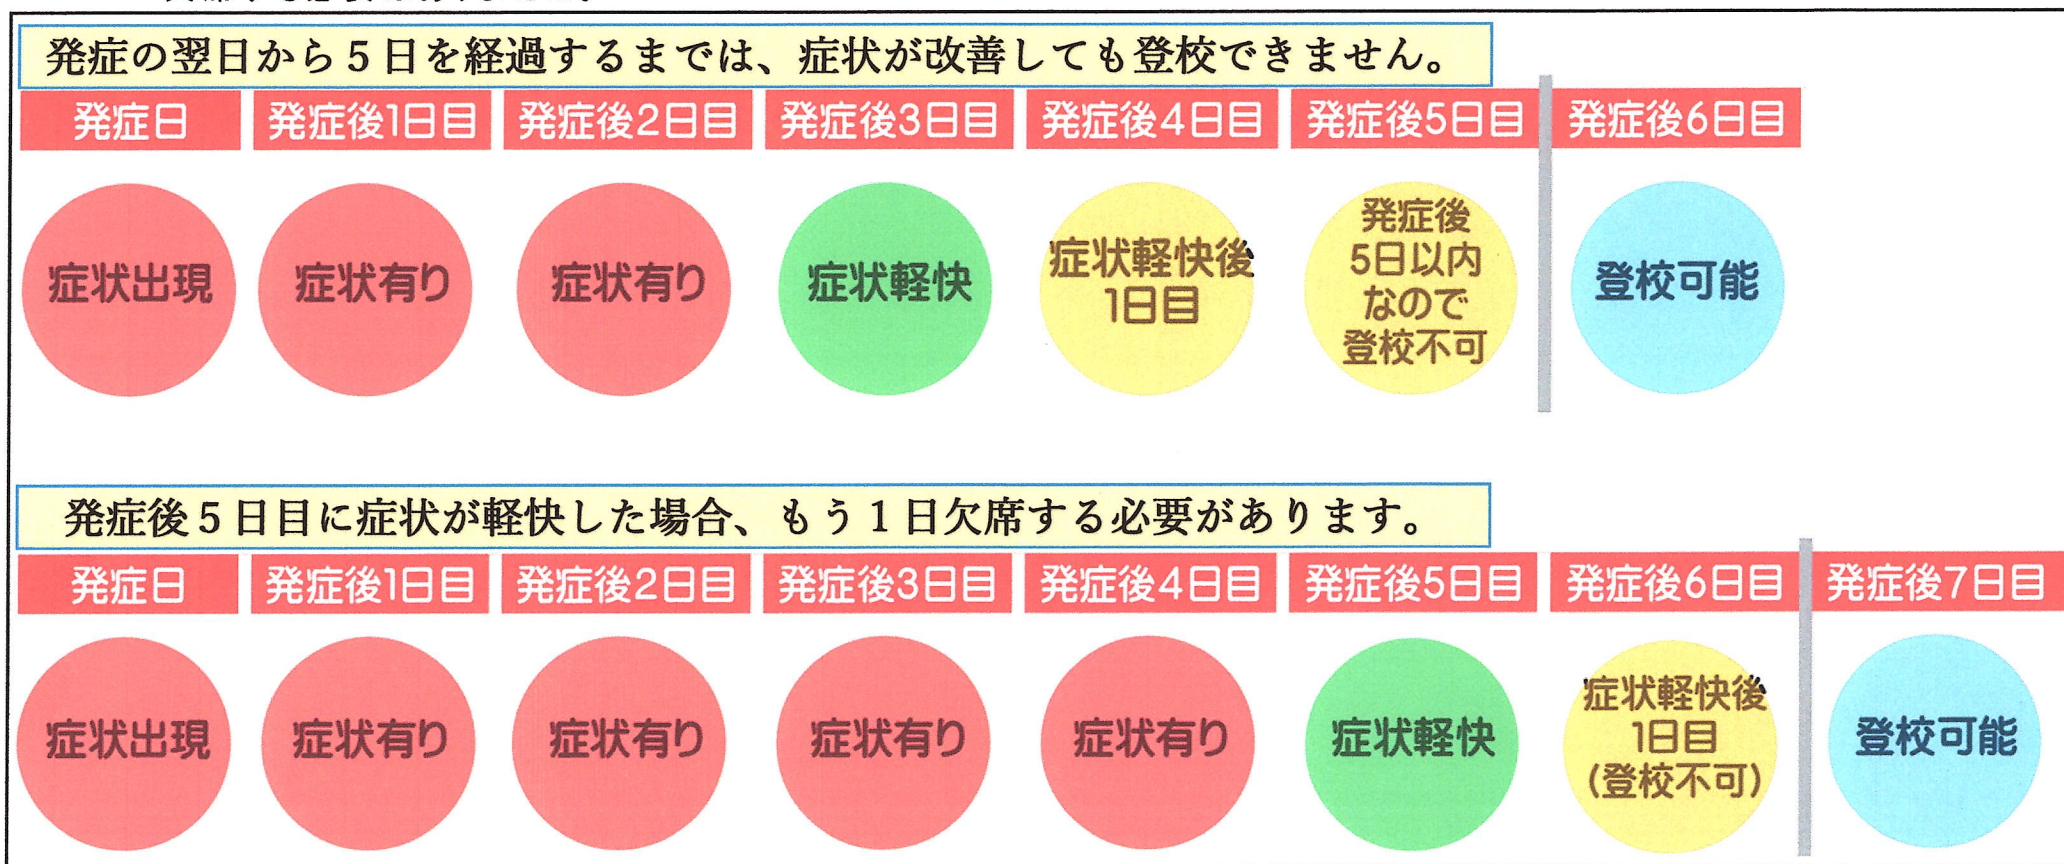 発症の翌日から５日を経過するまでは、症状が改善しても登校できません。
発症日 発症後1日目 発症後2日目 発症後3日目 発症後4日目 発症後5日目 発症後6日目
症状出現
症状有り
症状有り
症状軽快
症状軽快後
1日目
発症後
5日以内
なので
登校不可
登校可能
発症後５日目に症状が軽快した場合、もう１日欠席する必要があります。
発症日 発症後1日目 発症後2日目 発症後3日目 発症後4日目 発症後5日目 発症後6日目 発症後7日目
症状出現
症状有り
症状有り
症状有り
症状有り
症状軽快
症状軽快後
1日目
(登校不可)
登校可能